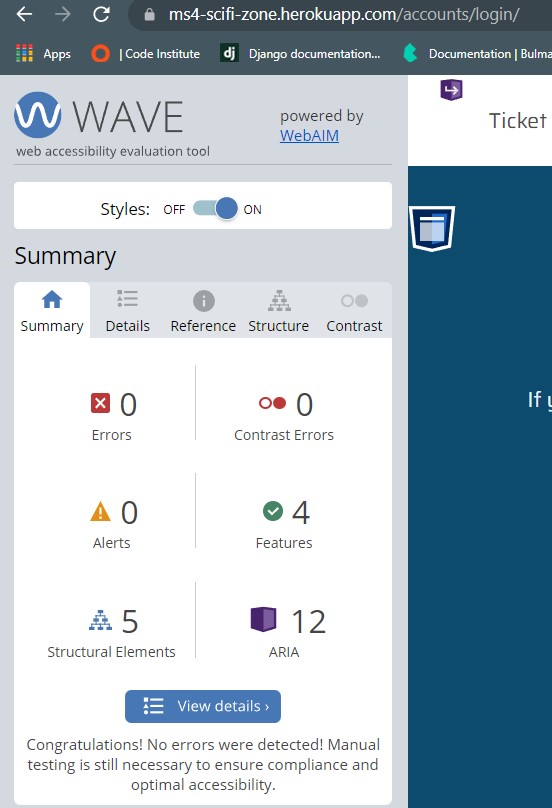 ms4-scifi-zone.herokuapp.com/accounts/login/
Apps | Code Institute dj Django documentation... Documentation | Bulma
WAVE
web accessibility evaluation tool
powered by
WebAIM
Ticket
Styles: OFF ON
Summary
Summary Details Reference Structure Contrast
0 0
Errors Contrast Errors
If y
0 4
Alerts Features
5 12
Structural Elements ARIA
View details ›
Congratulations! No errors were detected! Manual
testing is still necessary to ensure compliance and
optimal accessibility.